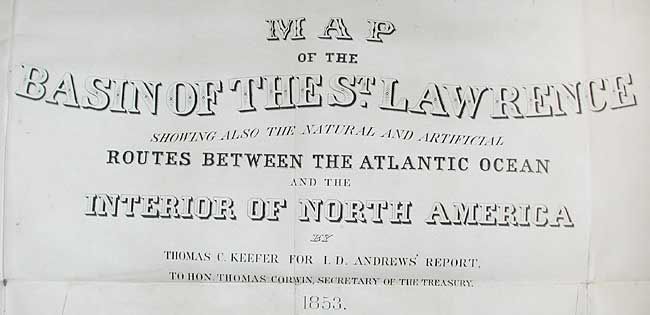 MAP
OF THE
BASIN OF THE ST. LAWRENCE
SHOWING ALSO THE NATURAL AND ARTIFICIAL
ROUTES BETWEEN THE ATLANTIC OCEAN
AND THE
INTERIOR OF NORTH AMERICA
BY
THOMAS C. KEEFER FOR I. D. ANDREWS' REPORT,
TO HON. THOMAS CORWIN, SECRETARY OF THE TREASURY.
1853.